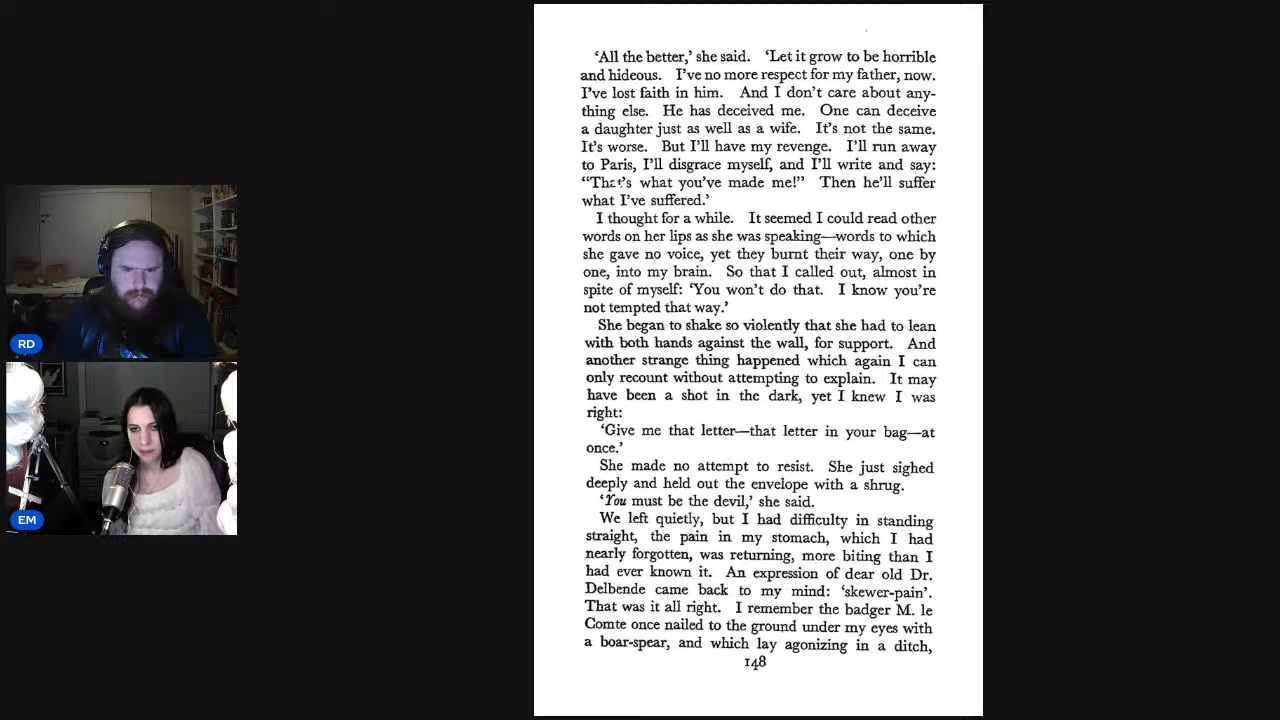 'All the better,' she said. 'Let it grow to be horrible
and hideous. I've no more respect for my father, now.
I've lost faith in him. And I don't care about any-
thing else. He has deceived me. One can deceive
a daughter just as well as a wife. It's not the same.
It's worse. But I'll have my revenge. I'll run away
to Paris, I'll disgrace myself, and I'll write and say:
"That's what you've made me!" Then he'll suffer
what I've suffered.'
I thought for a while. It seemed I could read other
words on her lips as she was speaking—words to which
she gave no voice, yet they burnt their way, one by
one, into my brain. So that I called out, almost in
spite of myself: 'You won't do that. I know you're
not tempted that way.'
She began to shake so violently that she had to lean
with both hands against the wall, for support. And
another strange thing happened which again I can
only recount without attempting to explain. It may
have been a shot in the dark, yet I knew I was
right:
'Give me that letter—that letter in your bag—at
once.'
She made no attempt to resist. She just sighed
deeply and held out the envelope with a shrug.
'You must be the devil,' she said.
We left quietly, but I had difficulty in standing
straight, the pain in my stomach, which I had
nearly forgotten, was returning, more biting than I
had ever known it. An expression of dear old Dr.
Delbende came back to my mind: 'skewer-pain'.
That was it all right. I remember the badger M. le
Comte once nailed to the ground under my eyes with
a boar-spear, and which lay agonizing in a ditch,
148
RD
EM